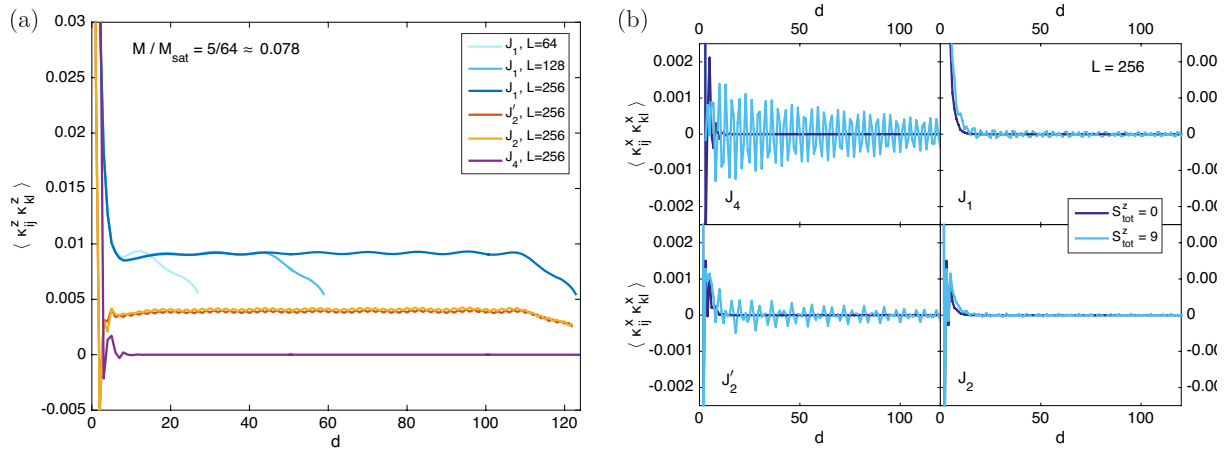 (a)
0.03
0.025
0.02
0.015
0.01
0.005
0
-0.005
⟨ κ^z_ij κ^z_kl ⟩
M / M_sat = 5/64 ≈ 0.078
J_1, L=64
J_1, L=128
J_1, L=256
J_2', L=256
J_2, L=256
J_4, L=256
0 20 40 60 80 100 120
d
(b)
d d
0 50 100 0 50 100
0.002
0.001
0
-0.001
-0.002
⟨ κ^x_ij κ^x_kl ⟩
J_4
L = 256
J_1
0.00
0.00
0
-0.00
-0.00
S^z_tot = 0
S^z_tot = 9
0.002
0.001
0
-0.001
-0.002
⟨ κ^x_ij κ^x_kl ⟩
J_2'
J_2
0.00
0.00
0
-0.00
-0.00
0 50 100 0 50 100
d d